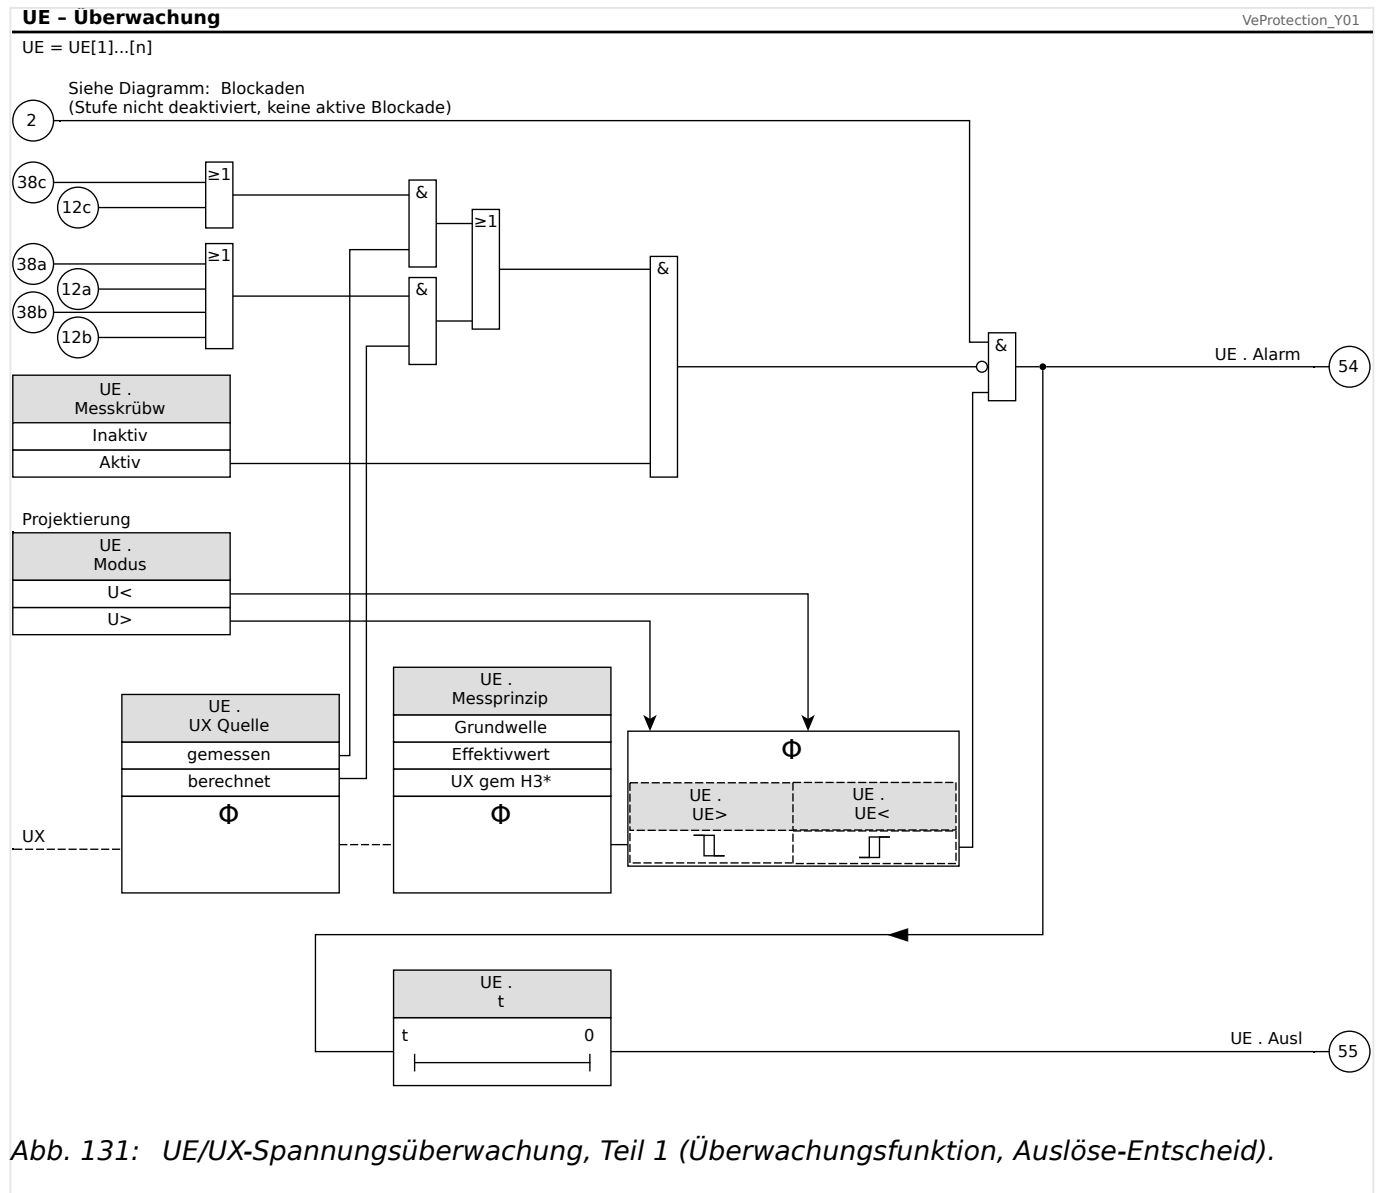 UE – Überwachung
VeProtection_Y01
UE = UE[1]...[n]
Siehe Diagramm: Blockaden
(Stufe nicht deaktiviert, keine aktive Blockade)
2
38c
12c
≥1
&
≥1
38a
12a
38b
12b
≥1
&
&
&
UE . Alarm
54
UE .
Messkrübw
Inaktiv
Aktiv
Projektierung
UE .
Modus
U<
U>
UE .
UX Quelle
gemessen
berechnet
Φ
UX
UE .
Messprinzip
Grundwelle
Effektivwert
UX gem H3*
Φ
Φ
UE .
UE>
UE .
UE<
UE .
t
t 0
UE . Ausl
55
Abb. 131: UE/UX-Spannungsüberwachung, Teil 1 (Überwachungsfunktion, Auslöse-Entscheid).